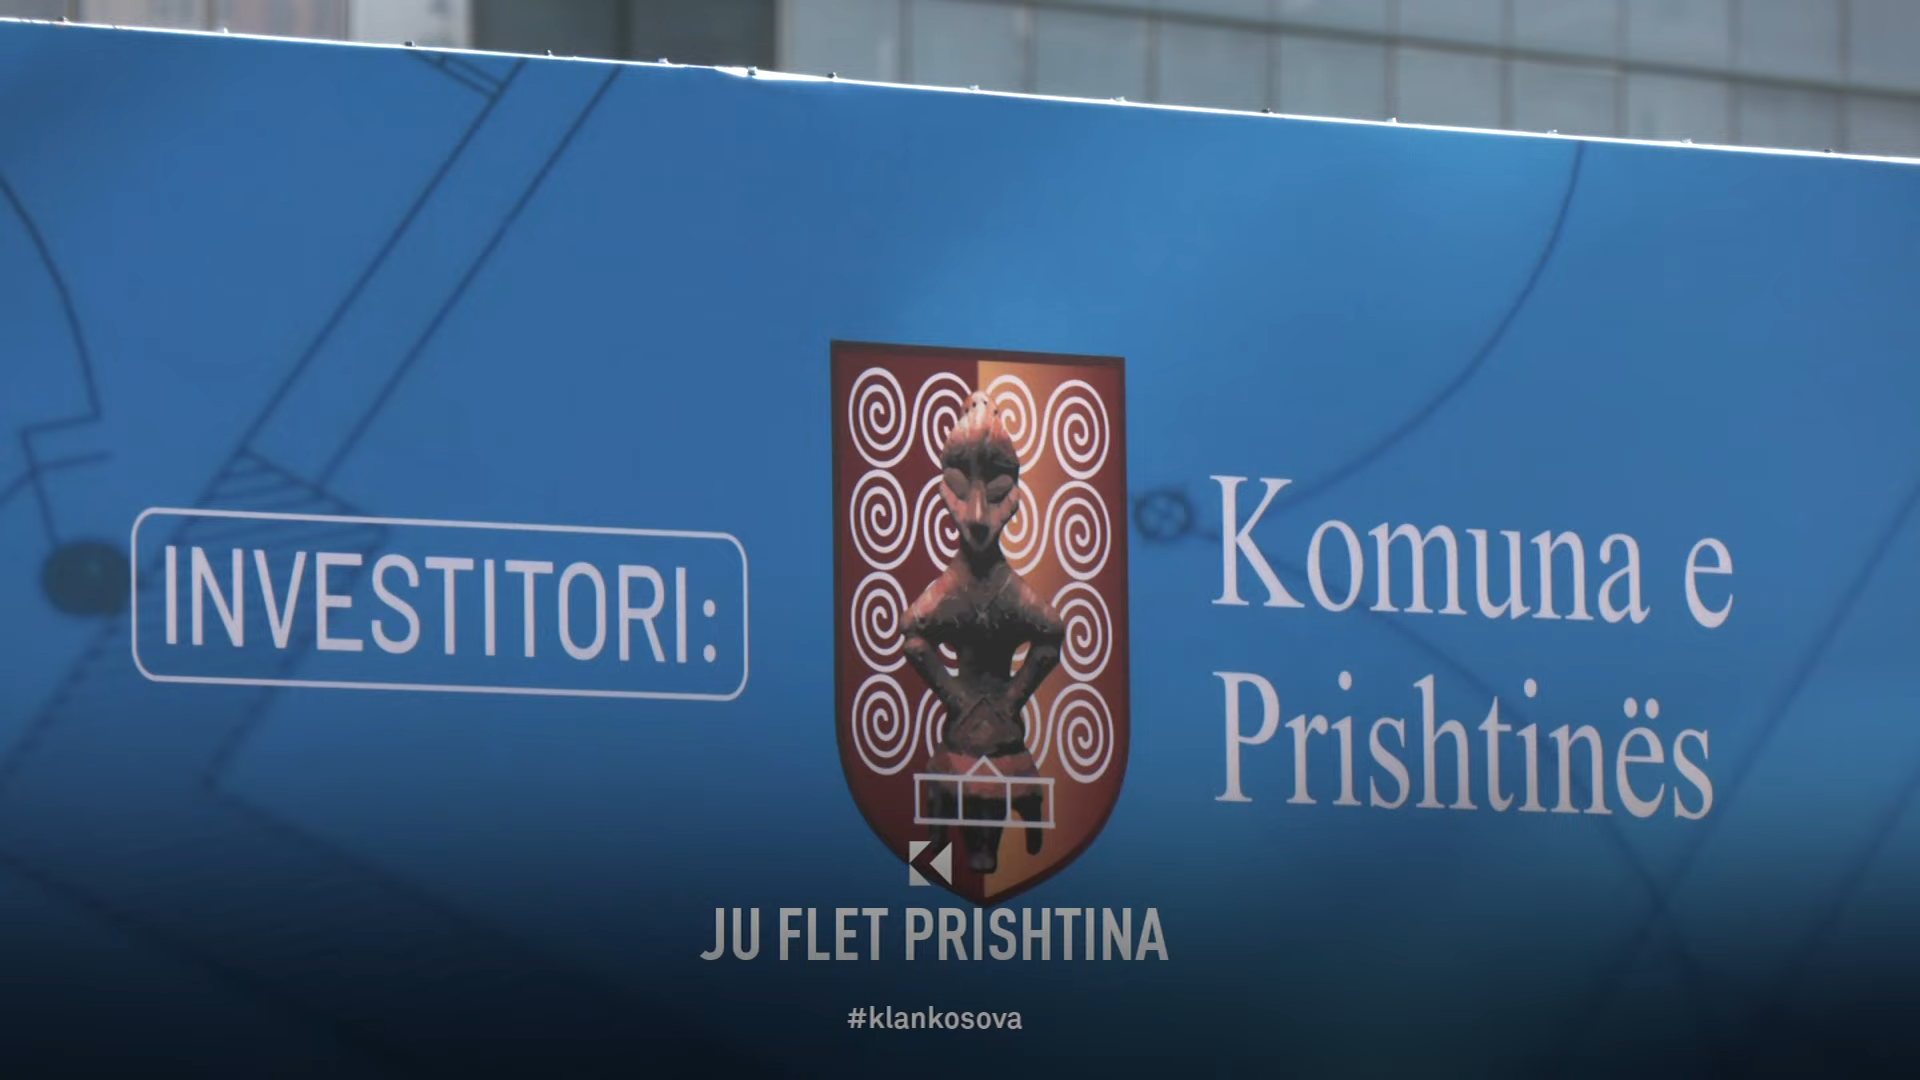 INVESTITORI:
Komuna e
Prishtinës
JU FLET PRISHTINA
#klankosova